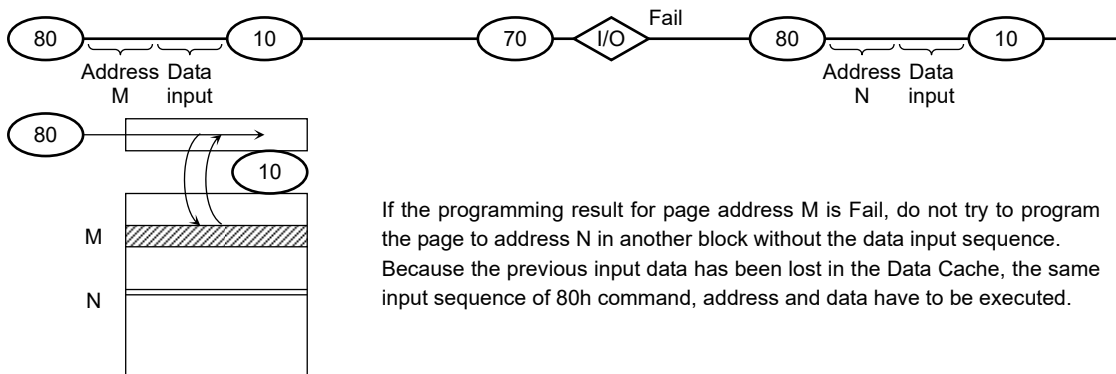 Fail
80 10 70 I/O 80 10
Address Data Address Data
M input N input
80
10
If the programming result for page address M is Fail, do not try to program
M the page to address N in another block without the data input sequence.
Because the previous input data has been lost in the Data Cache, the same
N input sequence of 80h command, address and data have to be executed.